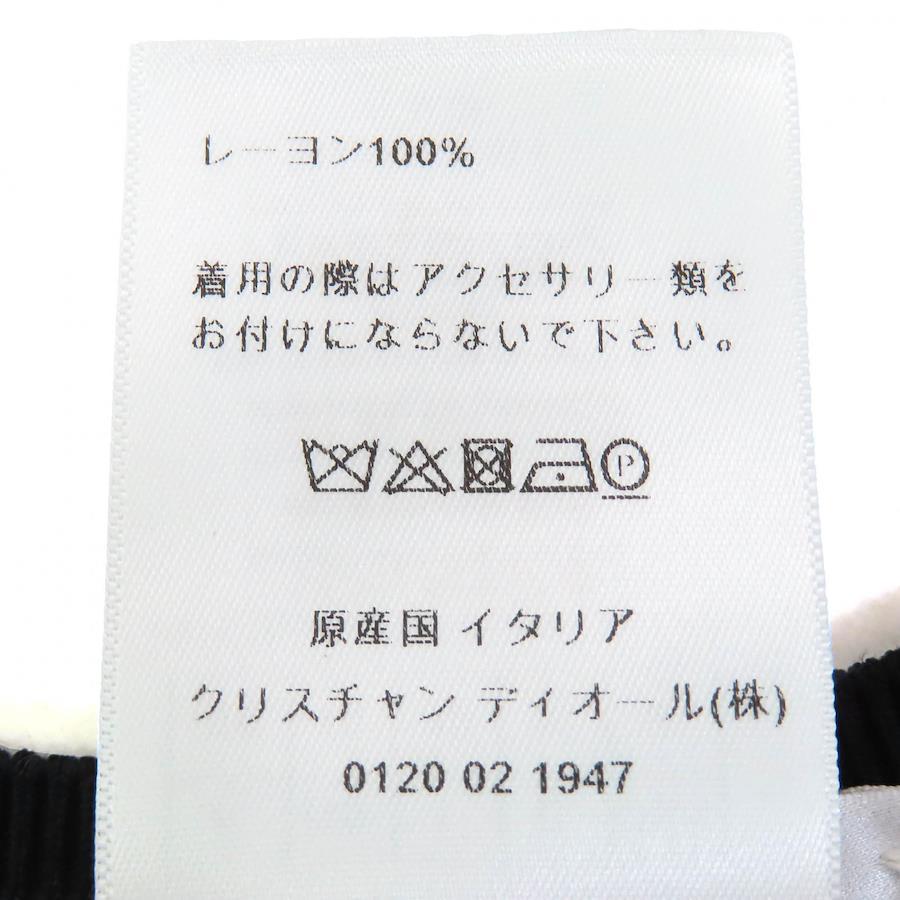 レーヨン100%
着用の際はアクセサリー類を
お付けにならないで下さい。
P
原産国 イタリア
クリスチャン ディオール(株)
0120 02 1947